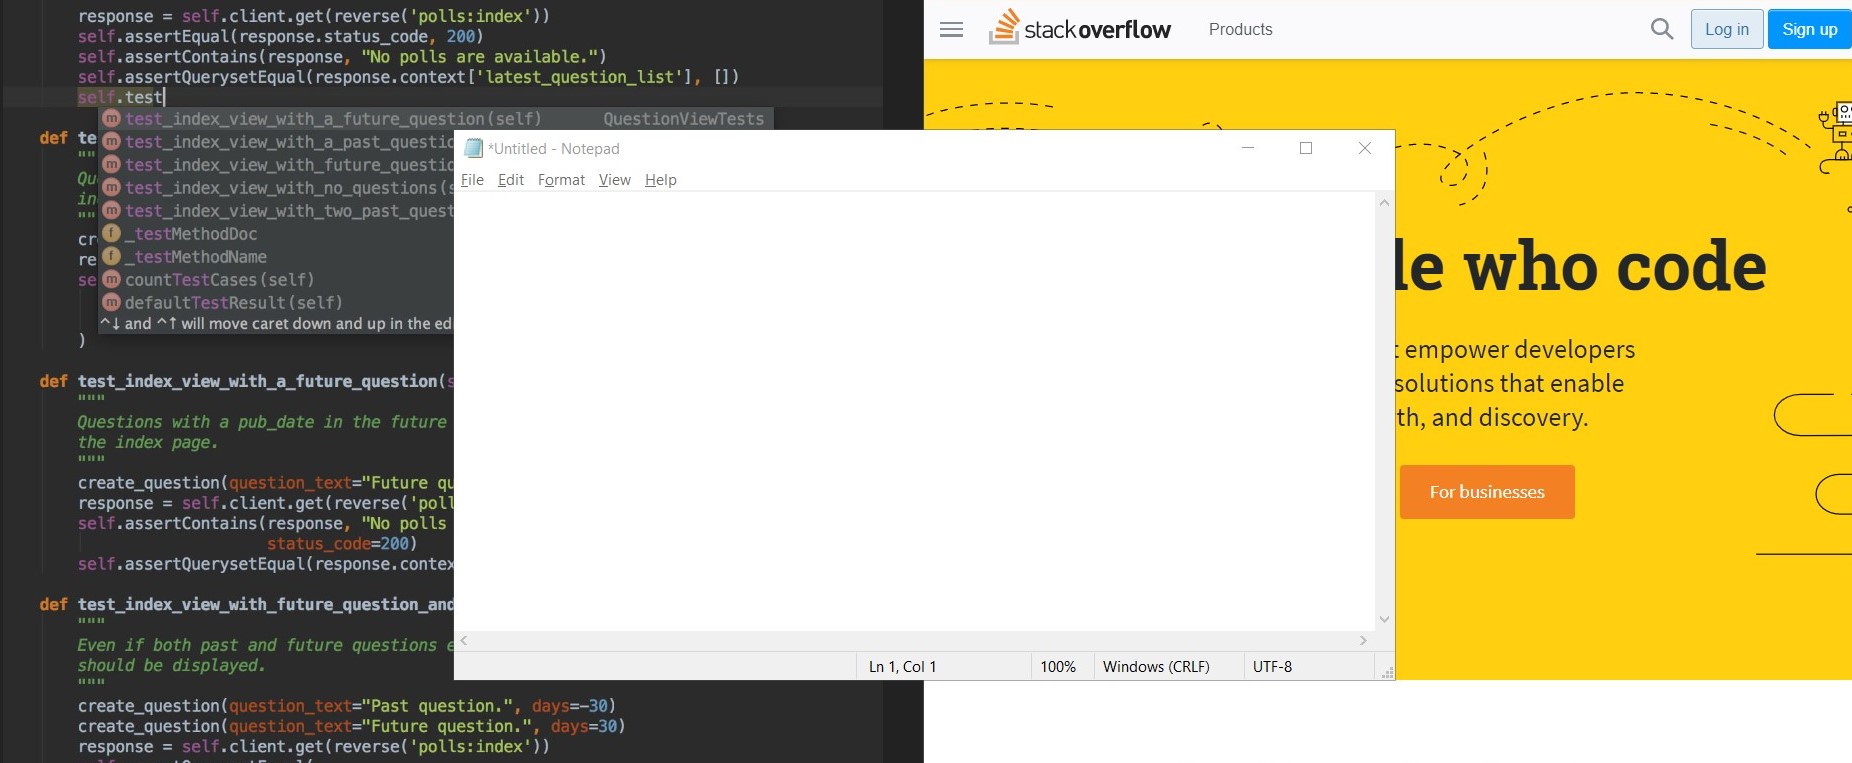 response = self.client.get(reverse('polls:index'))
self.assertEqual(response.status_code, 200)
self.assertContains(response, "No polls are available.")
self.assertQuerysetEqual(response.context['latest_question_list'], [])
self.test
test_index_view_with_a_future_question(self) QuestionViewTests
def te
test_index_view_with_a_past_questio
""
test_index_view_with_future_questio
Qu
test_index_view_with_no_questions(s
in
test_index_view_with_two_past_quest
""
_testMethodDoc
cr
_testMethodName
re
countTestCases(self)
se
defaultTestResult(self)
^↓ and ^↑ will move caret down and up in the ed
)
def test_index_view_with_a_future_question(s
"""
Questions with a pub_date in the future
the index page.
"""
create_question(question_text="Future qu
response = self.client.get(reverse('poll
self.assertContains(response, "No polls
status_code=200)
self.assertQuerysetEqual(response.contex
def test_index_view_with_future_question_and
"""
Even if both past and future questions e
should be displayed.
"""
create_question(question_text="Past question.", days=-30)
create_question(question_text="Future question.", days=30)
response = self.client.get(reverse('polls:index'))
*Untitled - Notepad
File Edit Format View Help
Ln 1, Col 1 100% Windows (CRLF) UTF-8
stackoverflow Products Log in Sign up
le who code
t empower developers
solutions that enable
th, and discovery.
For businesses